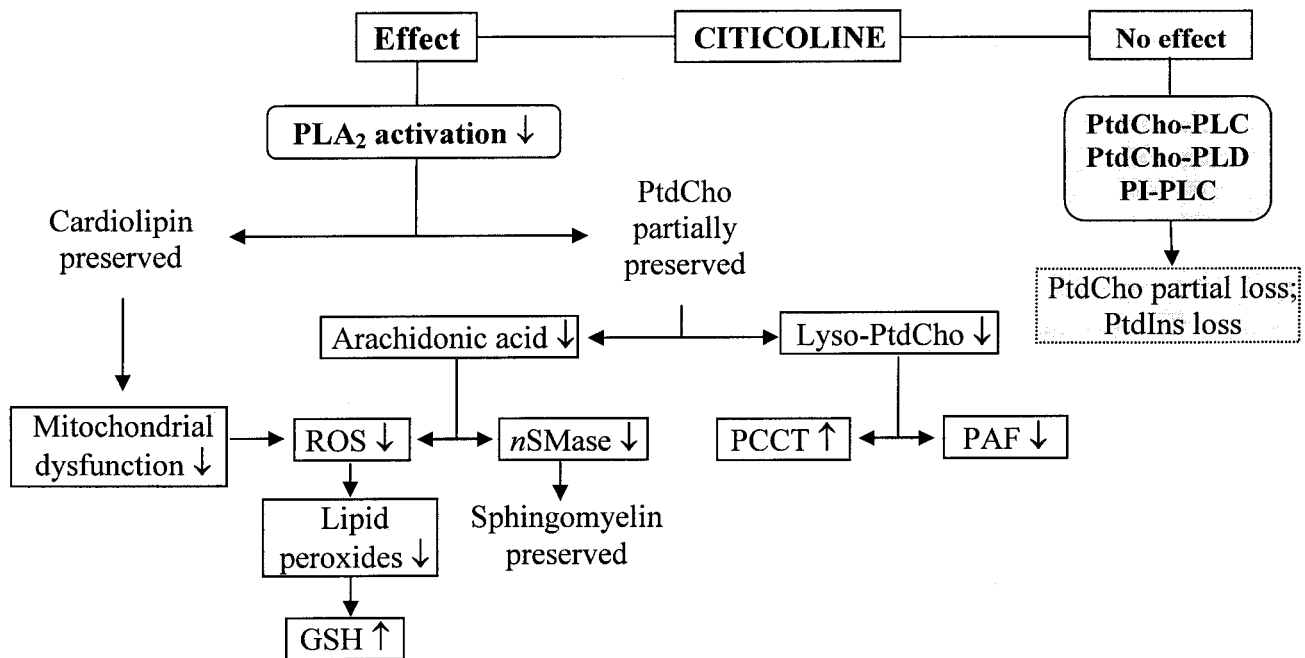 Effect
CITICOLINE
No effect
PLA₂ activation ↓
PtdCho-PLC
PtdCho-PLD
PI-PLC
Cardiolipin
preserved
PtdCho
partially
preserved
PtdCho partial loss;
PtdIns loss
Arachidonic acid ↓
Lyso-PtdCho ↓
Mitochondrial
dysfunction ↓
ROS ↓
nSMase ↓
PCCT ↑
PAF ↓
Lipid
peroxides ↓
Sphingomyelin
preserved
GSH ↑